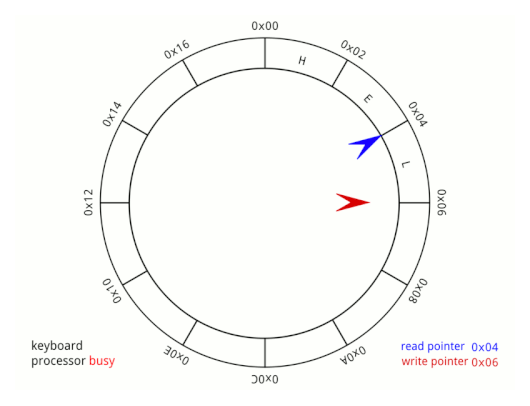 0x00
0x02
0x04
0x06
0x08
0x0A
0x0C
0x0E
0x10
0x12
0x14
0x16
H
E
L
keyboard
processor busy
read pointer 0x04
write pointer 0x06